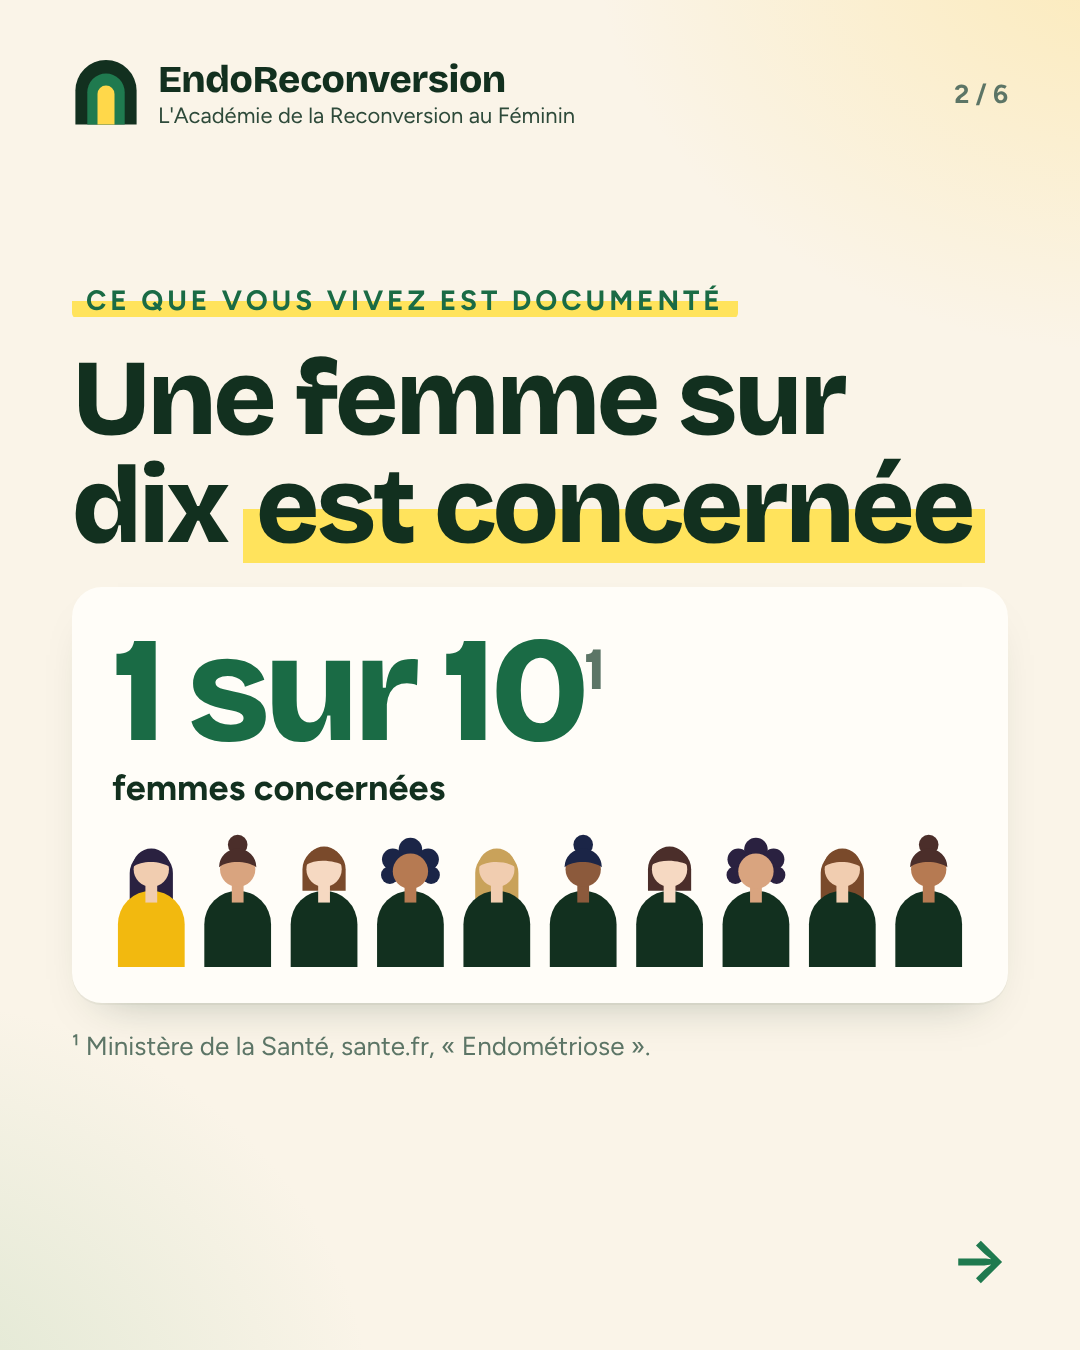 EndoReconversion
L'Académie de la Reconversion au Féminin
2 / 6
CE QUE VOUS VIVEZ EST DOCUMENTÉ
Une femme sur
dix est concernée
1 sur 10¹
femmes concernées
¹ Ministère de la Santé, sante.fr, « Endométriose ».